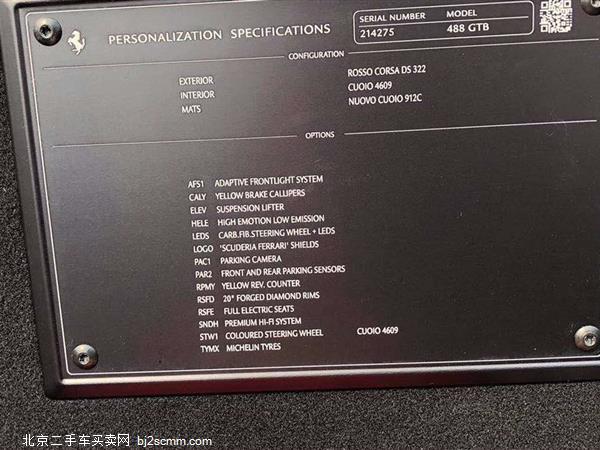 PERSONALIZATION SPECIFICATIONS
SERIAL NUMBER MODEL
214275 488 GTB
CONFIGURATION
EXTERIOR ROSSO CORSA DS 322
INTERIOR CUOIO 4609
MATS NUOVO CUOIO 912C
OPTIONS
AFS1 ADAPTIVE FRONTLIGHT SYSTEM
CALY YELLOW BRAKE CALLIPERS
ELEV SUSPENSION LIFTER
HELE HIGH EMOTION LOW EMISSION
LEDS CARB.FIB.STEERING WHEEL + LEDS
LOGO 'SCUDERIA FERRARI' SHIELDS
PAC1 PARKING CAMERA
PAR2 FRONT AND REAR PARKING SENSORS
RPMY YELLOW REV. COUNTER
RSFD 20" FORGED DIAMOND RIMS
RSFE FULL ELECTRIC SEATS
SNDH PREMIUM HI-FI SYSTEM
STW1 COLOURED STEERING WHEEL CUOIO 4609
TYMX MICHELIN TYRES
北京二手车买卖网 bj2scmm.com